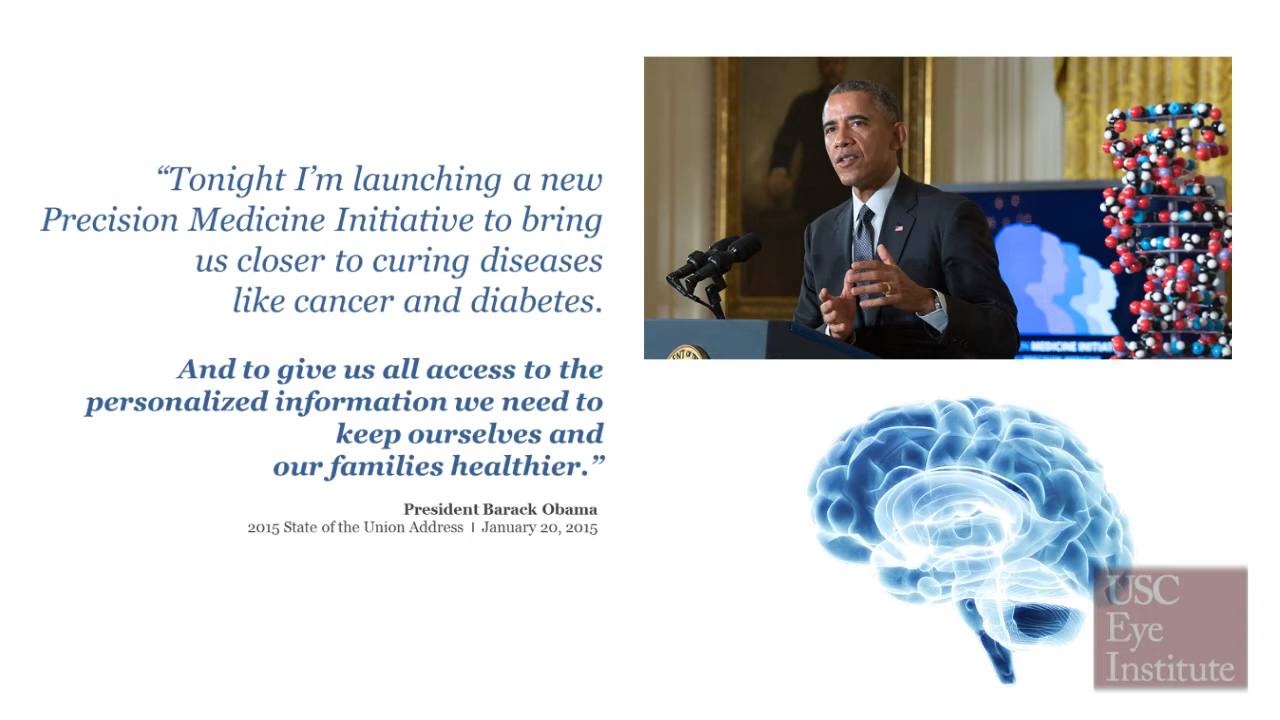 “Tonight I’m launching a new
Precision Medicine Initiative to bring
us closer to curing diseases
like cancer and diabetes.
And to give us all access to the
personalized information we need to
keep ourselves and
our families healthier.”
President Barack Obama
2015 State of the Union Address | January 20, 2015
MEDICINE INITIA
USC
Eye
Institute